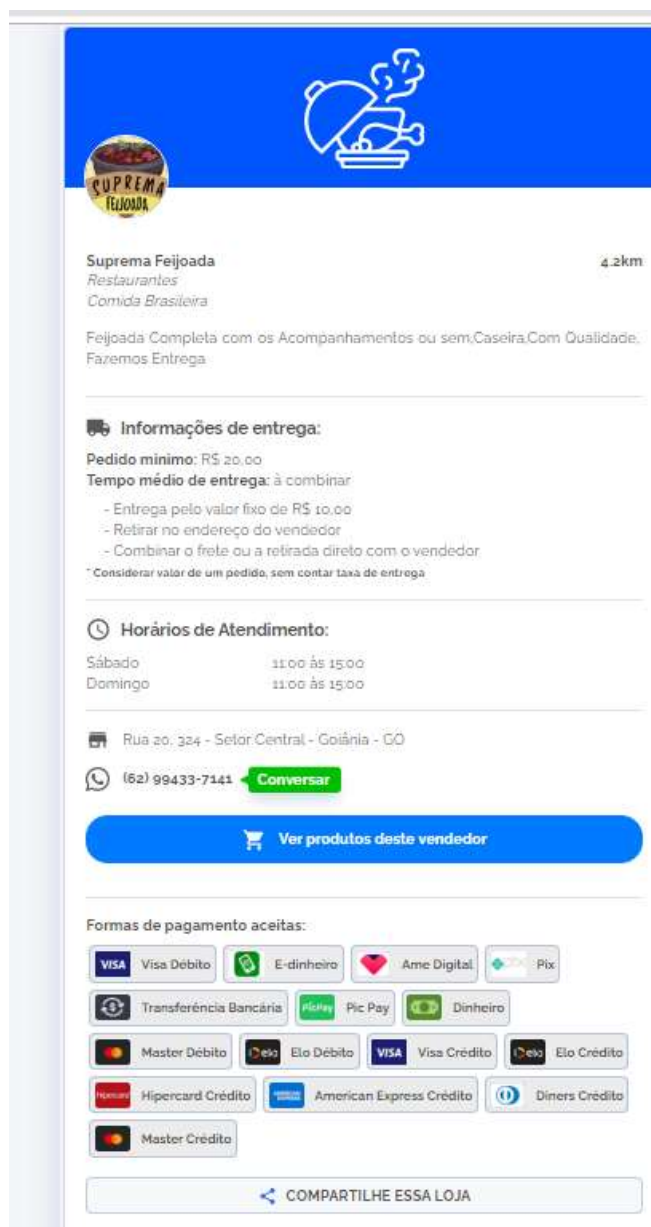 SUPREMA
FEIJOADA
Suprema Feijoada 4.2km
Restaurantes
Comida Brasileira
Feijoada Completa com os Acompanhamentos ou sem,Caseira,Com Qualidade,
Fazemos Entrega
Informações de entrega:
Pedido mínimo: R$ 20,00
Tempo médio de entrega: à combinar
- Entrega pelo valor fixo de R$ 10,00
- Retirar no endereço do vendedor
- Combinar o frete ou a retirada direto com o vendedor
* Considerar valor de um pedido, sem contar taxa de entrega
Horários de Atendimento:
Sábado 11:00 às 15:00
Domingo 11:00 às 15:00
Rua 20, 324 - Setor Central - Goiânia - GO
(62) 99433-7141 Conversar
Ver produtos deste vendedor
Formas de pagamento aceitas:
VISA Visa Débito E-dinheiro Ame Digital Pix
Transferência Bancária PicPay Pic Pay Dinheiro
Master Débito elo Elo Débito VISA Visa Crédito elo Elo Crédito
Hipercard Hipercard Crédito American Express Crédito Diners Crédito
Master Crédito
COMPARTILHE ESSA LOJA